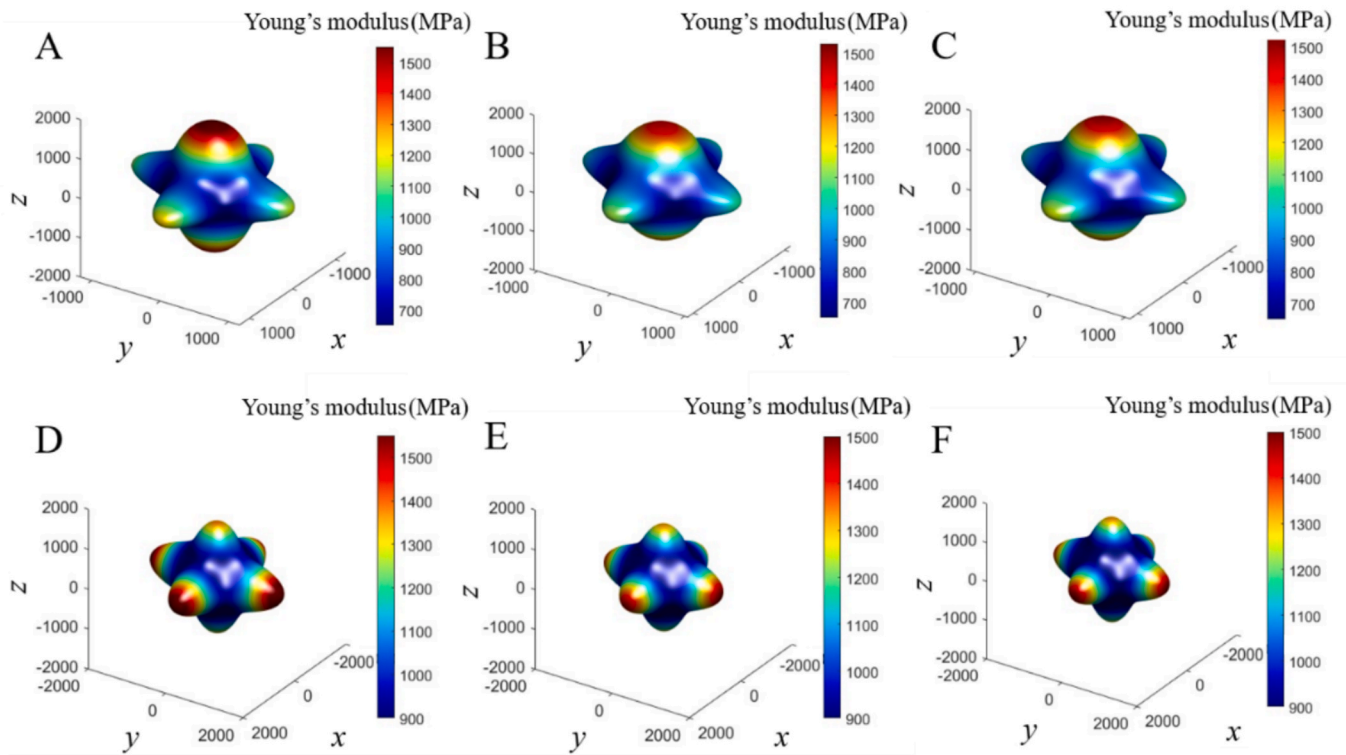 Young's modulus(MPa) Young's modulus(MPa) Young's modulus(MPa)
A B C
1500 1400 1300 1200 1100 1000 900 800 700
2000 1000 0 -1000 -2000
z
-1000 0 1000
y
1000 0 -1000
x
1500 1400 1300 1200 1100 1000 900 800 700
2000 1000 0 -1000 -2000
z
-1000 0 1000
y
1000 0 -1000
x
1500 1400 1300 1200 1100 1000 900 800 700
2000 1000 0 -1000 -2000
z
-1000 0 1000
y
1000 0 -1000
x
Young's modulus(MPa) Young's modulus(MPa) Young's modulus(MPa)
D E F
1500 1400 1300 1200 1100 1000 900
2000 1000 0 -1000 -2000
z
-2000 0 2000
y
2000 0 -2000
x
1500 1400 1300 1200 1100 1000 900
2000 1000 0 -1000 -2000
z
-2000 0 2000
y
2000 0 -2000
x
1500 1400 1300 1200 1100 1000 900
2000 1000 0 -1000 -2000
z
-2000 0 2000
y
2000 0 -2000
x